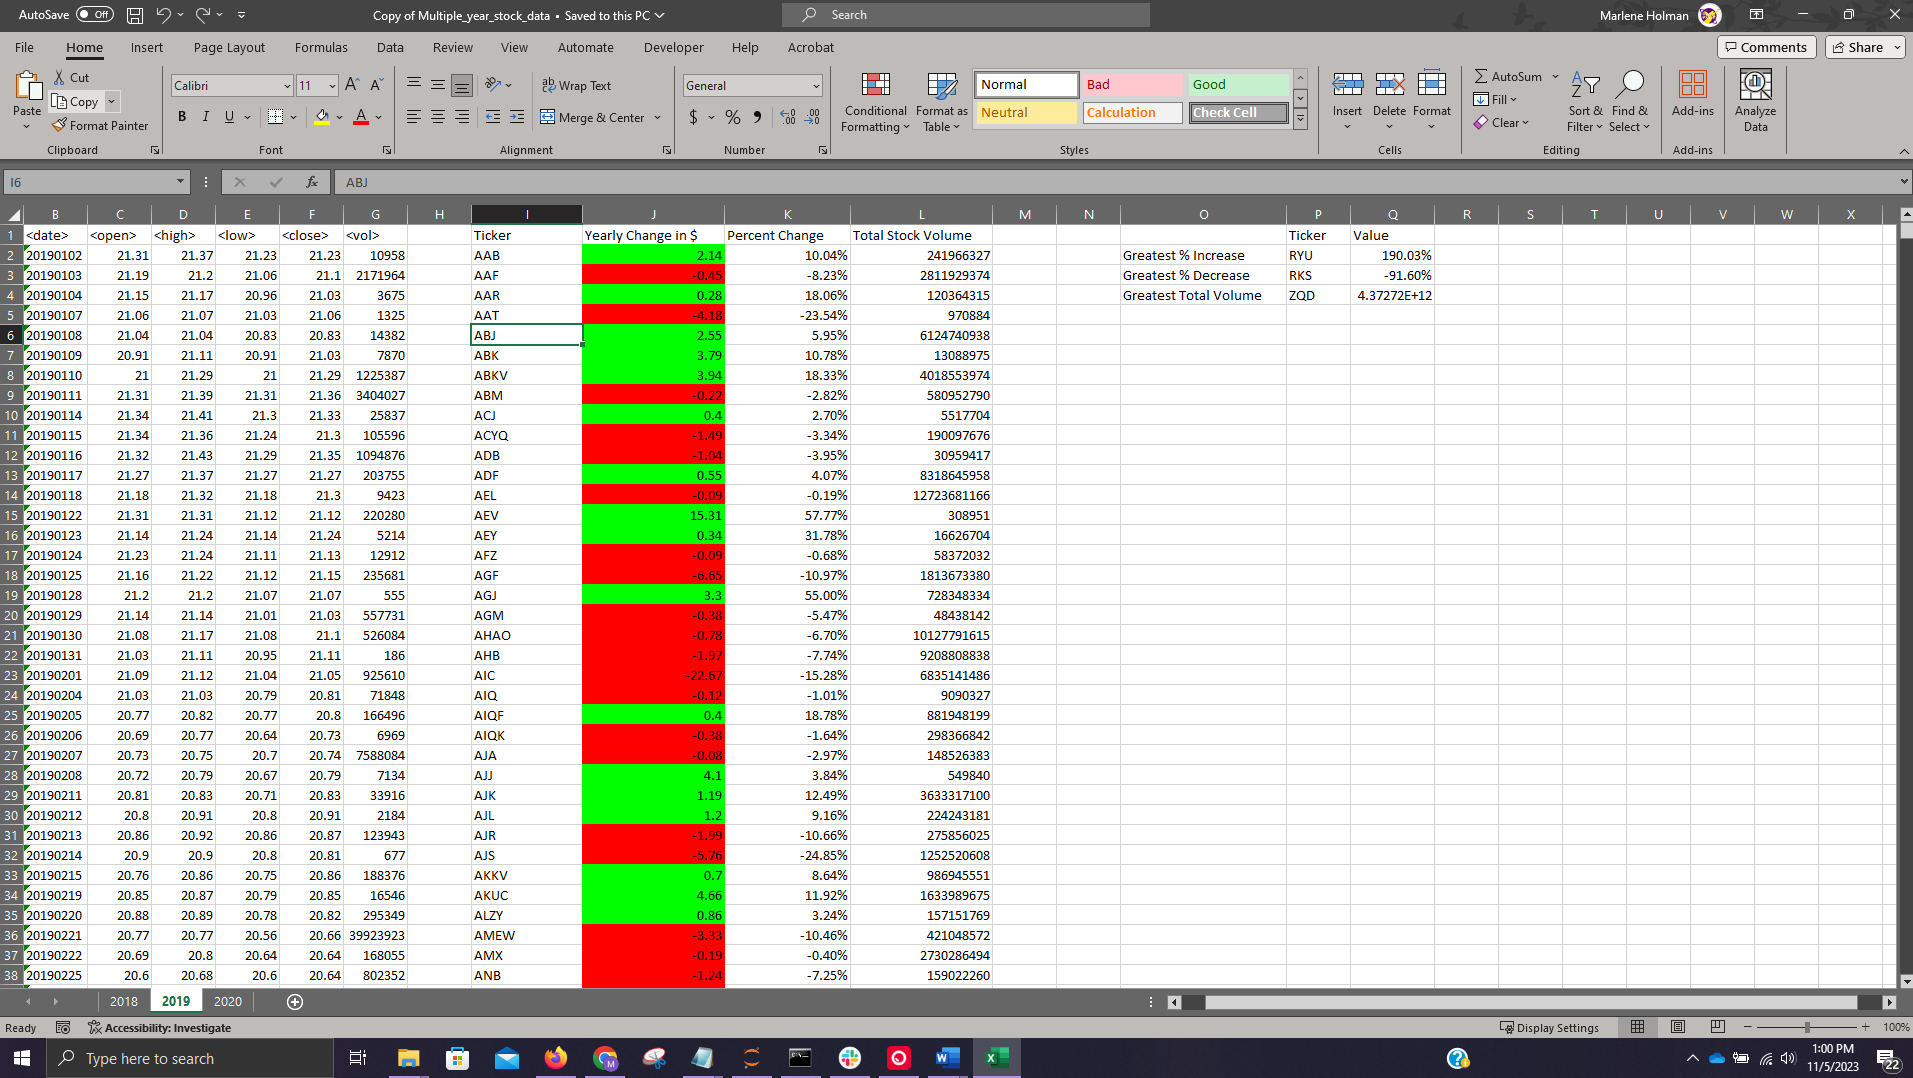 AutoSave Off Copy of Multiple_year_stock_data • Saved to this PC Search Marlene Holman
File Home Insert Page Layout Formulas Data Review View Automate Developer Help Acrobat Comments Share
Paste Cut Copy Format Painter Clipboard
Calibri 11 B I U A A A Font
ab Wrap Text Merge & Center Alignment
General $ % Number
Conditional Formatting Format as Table Normal Bad Good Neutral Calculation Check Cell Styles
Insert Delete Format Cells
AutoSum Fill Clear Sort & Filter Find & Select Editing
Add-ins Add-ins
Analyze Data
I6 fx ABJ
B C D E F G H I J K L M N O P Q R S T U V W X
1 <date> <open> <high> <low> <close> <vol> Ticker Yearly Change in $ Percent Change Total Stock Volume Ticker Value
2 20190102 21.31 21.37 21.23 21.23 10958 AAB 2.14 10.04% 241966327 Greatest % Increase RYU 190.03%
3 20190103 21.19 21.2 21.06 21.1 2171964 AAF -0.45 -8.23% 2811929374 Greatest % Decrease RKS -91.60%
4 20190104 21.15 21.17 20.96 21.03 3675 AAR 0.28 18.06% 120364315 Greatest Total Volume ZQD 4.37272E+12
5 20190107 21.06 21.07 21.03 21.06 1325 AAT -4.18 -23.54% 970884
6 20190108 21.04 21.04 20.83 20.83 14382 ABJ 2.55 5.95% 6124740938
7 20190109 20.91 21.11 20.91 21.03 7870 ABK 3.79 10.78% 13088975
8 20190110 21 21.29 21 21.29 1225387 ABKV 3.94 18.33% 4018553974
9 20190111 21.31 21.39 21.31 21.36 3404027 ABM -0.22 -2.82% 580952790
10 20190114 21.34 21.41 21.3 21.33 25837 ACJ 0.4 2.70% 5517704
11 20190115 21.34 21.36 21.24 21.3 105596 ACYQ -1.49 -3.34% 190097676
12 20190116 21.32 21.43 21.29 21.35 1094876 ADB -1.04 -3.95% 30959417
13 20190117 21.27 21.37 21.27 21.27 203755 ADF 0.55 4.07% 8318645958
14 20190118 21.18 21.32 21.18 21.3 9423 AEL -0.09 -0.19% 12723681166
15 20190122 21.31 21.31 21.12 21.12 220280 AEV 15.31 57.77% 308951
16 20190123 21.14 21.24 21.14 21.24 5214 AEY 0.34 31.78% 16626704
17 20190124 21.23 21.24 21.11 21.13 12912 AFZ -0.09 -0.68% 58372032
18 20190125 21.16 21.22 21.12 21.15 235681 AGF -6.65 -10.97% 1813673380
19 20190128 21.2 21.2 21.07 21.07 555 AGJ 3.3 55.00% 728348334
20 20190129 21.14 21.14 21.01 21.03 557731 AGM -0.38 -5.47% 48438142
21 20190130 21.08 21.17 21.08 21.1 526084 AHAO -0.78 -6.70% 10127791615
22 20190131 21.03 21.11 20.95 21.11 186 AHB -1.97 -7.74% 9208808838
23 20190201 21.09 21.12 21.04 21.05 925610 AIC -22.67 -15.28% 6835141486
24 20190204 21.03 21.03 20.79 20.81 71848 AIQ -0.12 -1.01% 9090327
25 20190205 20.77 20.82 20.77 20.8 166496 AIQF 0.4 18.78% 881948199
26 20190206 20.69 20.77 20.64 20.73 6969 AIQK -0.38 -1.64% 298366842
27 20190207 20.73 20.75 20.7 20.74 7588084 AJA -0.08 -2.97% 148526383
28 20190208 20.72 20.79 20.67 20.79 7134 AJJ 4.1 3.84% 549840
29 20190211 20.81 20.83 20.71 20.83 33916 AJK 1.19 12.49% 3633317100
30 20190212 20.8 20.91 20.8 20.91 2184 AJL 1.2 9.16% 224243181
31 20190213 20.86 20.92 20.86 20.87 123943 AJR -1.99 -10.66% 275856025
32 20190214 20.9 20.9 20.8 20.81 677 AJS -5.76 -24.85% 1252520608
33 20190215 20.76 20.86 20.75 20.86 188376 AKKV 0.7 8.64% 986945551
34 20190219 20.85 20.87 20.79 20.85 16546 AKUC 4.66 11.92% 1633989675
35 20190220 20.88 20.89 20.78 20.82 295349 ALZY 0.86 3.24% 157151769
36 20190221 20.77 20.77 20.56 20.66 39923923 AMEW -3.33 -10.46% 421048572
37 20190222 20.69 20.8 20.64 20.64 168055 AMX -0.19 -0.40% 2730286494
38 20190225 20.6 20.68 20.6 20.64 802352 ANB -1.24 -7.25% 159022260
2018 2019 2020
Ready Accessibility: Investigate Display Settings 100%
Type here to search 1:00 PM
11/5/2023 22